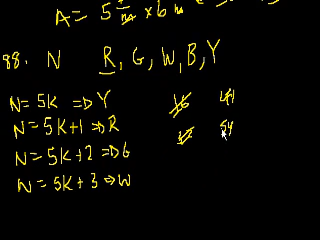 A = 5 × 6
88. N R, G, W, B, Y
N = 5K => Y
N = 5K + 1 => R
N = 5K + 2 => G
N = 5K + 3 => W